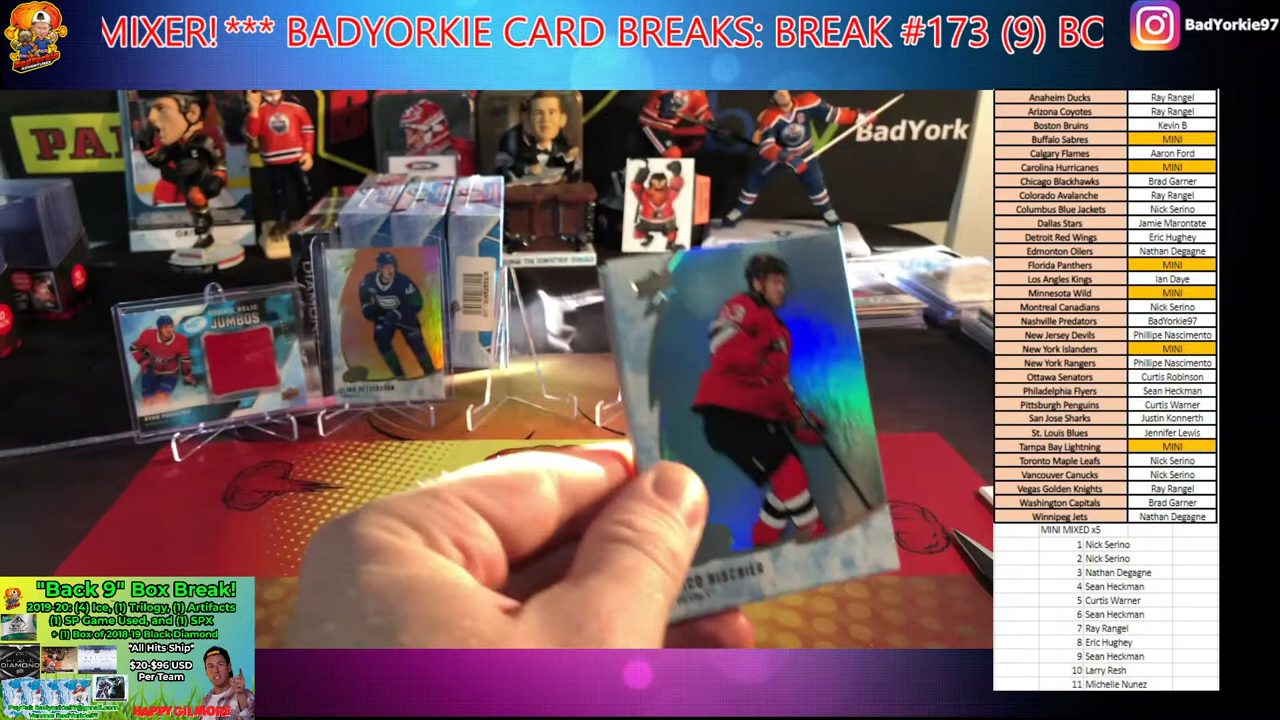 MIXER! *** BADYORKIE CARD BREAKS: BREAK #173 (9) BO
BadYorkie97
BadYork
RELIC
JUMBOS
ELIAS PETTERSSON
NICO HISCHIER
Anaheim Ducks Ray Rangel
Arizona Coyotes Ray Rangel
Boston Bruins Kevin B
Buffalo Sabres MINI
Calgary Flames Aaron Ford
Carolina Hurricanes MINI
Chicago Blackhawks Brad Garner
Colorado Avalanche Ray Rangel
Columbus Blue Jackets Nick Serino
Dallas Stars Jamie Marontate
Detroit Red Wings Eric Hughey
Edmonton Oilers Nathan Degagne
Florida Panthers MINI
Los Angeles Kings Ian Daye
Minnesota Wild MINI
Montreal Canadiens Nick Serino
Nashville Predators BadYorkie97
New Jersey Devils Phillipe Nascimento
New York Islanders MINI
New York Rangers Phillipe Nascimento
Ottawa Senators Curtis Robinson
Philadelphia Flyers Sean Heckman
Pittsburgh Penguins Curtis Warner
San Jose Sharks Justin Konnerth
St. Louis Blues Jennifer Lewis
Tampa Bay Lightning MINI
Toronto Maple Leafs Nick Serino
Vancouver Canucks Nick Serino
Vegas Golden Knights Ray Rangel
Washington Capitals Brad Garner
Winnipeg Jets Nathan Degagne
MINI MIXED x5
1 Nick Serino
2 Nick Serino
3 Nathan Degagne
4 Sean Heckman
5 Curtis Warner
6 Sean Heckman
7 Ray Rangel
8 Eric Hughey
9 Sean Heckman
10 Larry Resh
11 Michelle Nunez
"Back 9" Box Break!
2019-20: (4) Ice, (1) Trilogy, (1) Artifacts
(1) SP Game Used, and (1) SPX
+ (1) Box of 2018-19 Black Diamond
*All Hits Ship*
$20-$96 USD
Per Team
HAPPY GILMORE